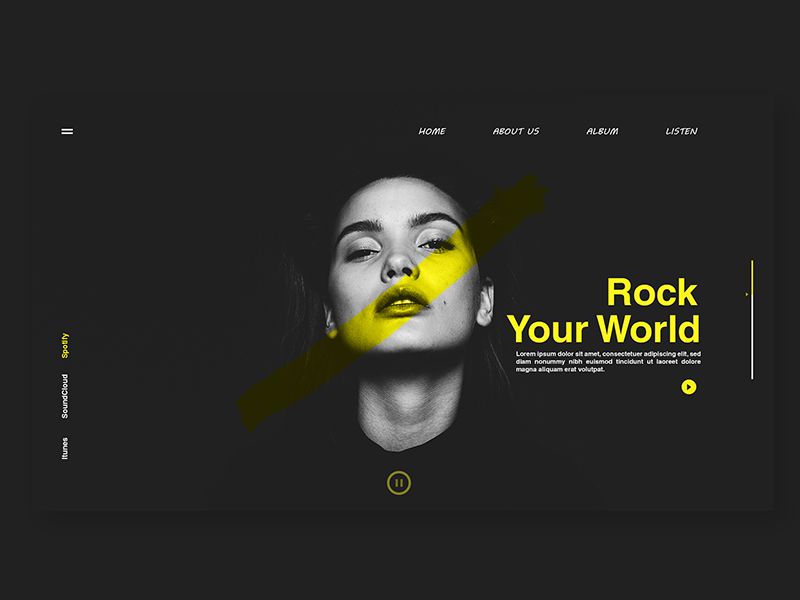 HOME ABOUT US ALBUM LISTEN
Rock
Your World
Lorem ipsum dolor sit amet, consectetuer adipiscing elit, sed
diam nonummy nibh euismod tincidunt ut laoreet dolore
magna aliquam erat volutpat.
Spotify
SoundCloud
Itunes